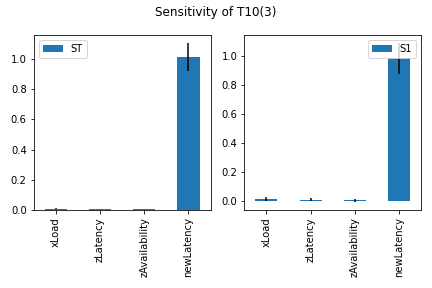 Sensitivity of T10(3)
ST
1.0
0.8
0.6
0.4
0.2
0.0
xLoad
zLatency
zAvailability
newLatency
S1
1.0
0.8
0.6
0.4
0.2
0.0
xLoad
zLatency
zAvailability
newLatency